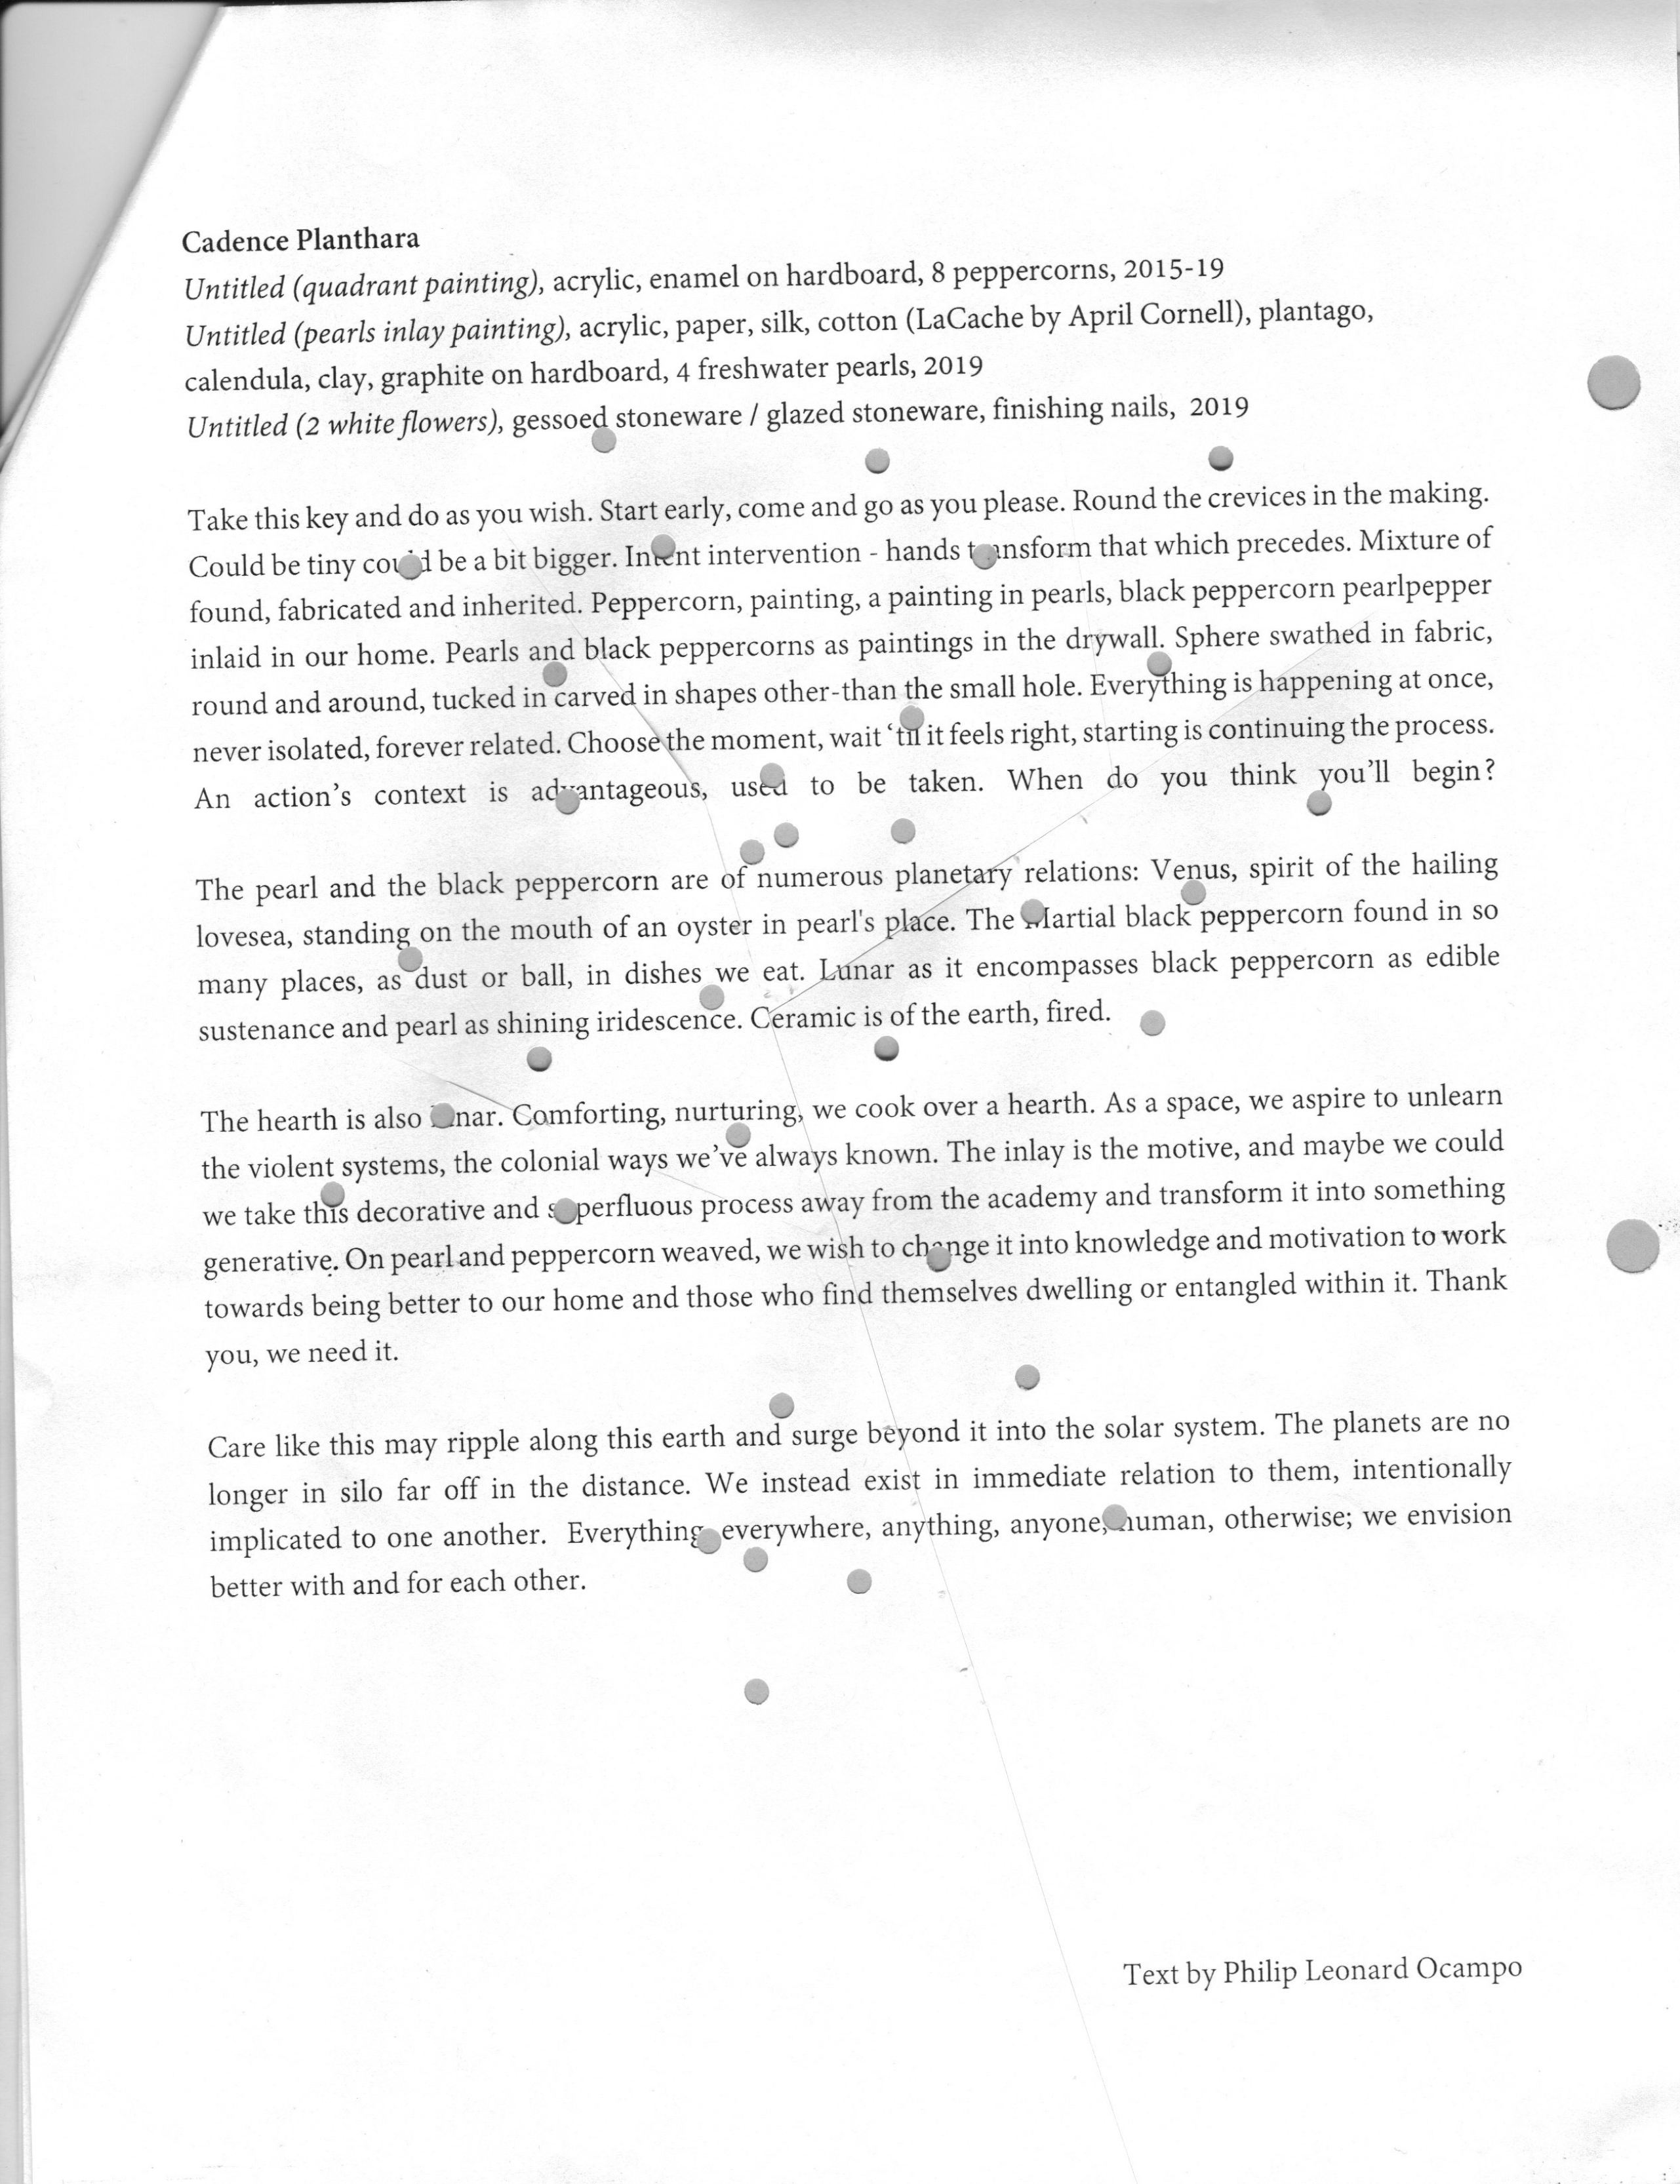 Cadence Planthara
Untitled (quadrant painting), acrylic, enamel on hardboard, 8 peppercorns, 2015-19
Untitled (pearls inlay painting), acrylic, paper, silk, cotton (LaCache by April Cornell), plantago,
calendula, clay, graphite on hardboard, 4 freshwater pearls, 2019
Untitled (2 white flowers), gessoed stoneware / glazed stoneware, finishing nails, 2019
Take this key and do as you wish. Start early, come and go as you please. Round the crevices in the making.
Could be tiny could be a bit bigger. Intent intervention - hands transform that which precedes. Mixture of
found, fabricated and inherited. Peppercorn, painting, a painting in pearls, black peppercorn pearlpepper
inlaid in our home. Pearls and black peppercorns as paintings in the drywall. Sphere swathed in fabric,
round and around, tucked in carved in shapes other-than the small hole. Everything is happening at once,
never isolated, forever related. Choose the moment, wait ‘til it feels right, starting is continuing the process.
An action’s context is advantageous, used to be taken. When do you think you’ll begin?
The pearl and the black peppercorn are of numerous planetary relations: Venus, spirit of the hailing
lovesea, standing on the mouth of an oyster in pearl's place. The Martial black peppercorn found in so
many places, as dust or ball, in dishes we eat. Lunar as it encompasses black peppercorn as edible
sustenance and pearl as shining iridescence. Ceramic is of the earth, fired.
The hearth is also lunar. Comforting, nurturing, we cook over a hearth. As a space, we aspire to unlearn
the violent systems, the colonial ways we’ve always known. The inlay is the motive, and maybe we could
we take this decorative and superfluous process away from the academy and transform it into something
generative. On pearl and peppercorn weaved, we wish to change it into knowledge and motivation to work
towards being better to our home and those who find themselves dwelling or entangled within it. Thank
you, we need it.
Care like this may ripple along this earth and surge beyond it into the solar system. The planets are no
longer in silo far off in the distance. We instead exist in immediate relation to them, intentionally
implicated to one another. Everything, everywhere, anything, anyone, human, otherwise; we envision
better with and for each other.
Text by Philip Leonard Ocampo